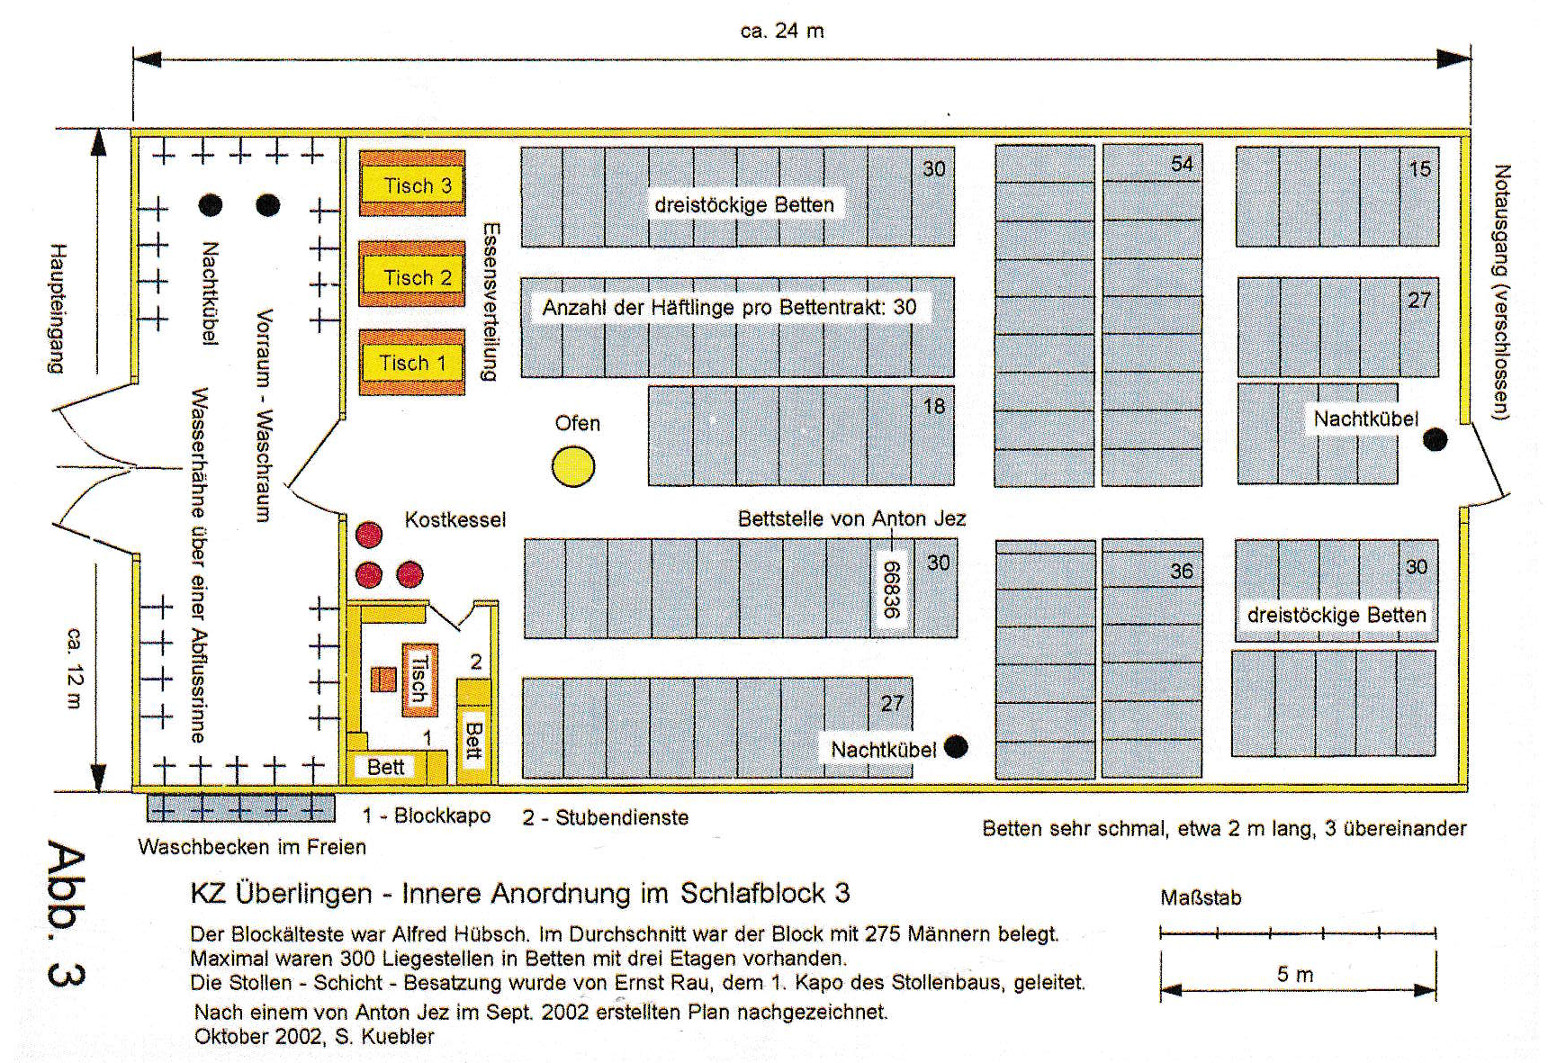 ca. 24 m
Haupteingang
ca. 12 m
Nachtkübel
Vorraum - Waschraum
Wasserhähne über einer Abflussrinne
Tisch 3
Tisch 2
Tisch 1
Essensverteilung
30
dreistöckige Betten
Anzahl der Häftlinge pro Bettentrakt: 30
18
Ofen
Kostkessel
54
15
27
Nachtkübel
Notausgang (verschlossen)
Bettstelle von Anton Jez
66836
30
36
30
dreistöckige Betten
27
Nachtkübel
Tisch
2
1
Bett
Bett
1 - Blockkapo
2 - Stubendienste
Waschbecken im Freien
Betten sehr schmal, etwa 2 m lang, 3 übereinander
Abb. 3
KZ Überlingen - Innere Anordnung im Schlafblock 3
Der Blockälteste war Alfred Hübsch. Im Durchschnitt war der Block mit 275 Männern belegt.
Maximal waren 300 Liegestellen in Betten mit drei Etagen vorhanden.
Die Stollen - Schicht - Besatzung wurde von Ernst Rau, dem 1. Kapo des Stollenbaus, geleitet.
Nach einem von Anton Jez im Sept. 2002 erstellten Plan nachgezeichnet.
Oktober 2002, S. Kuebler
Maßstab
5 m